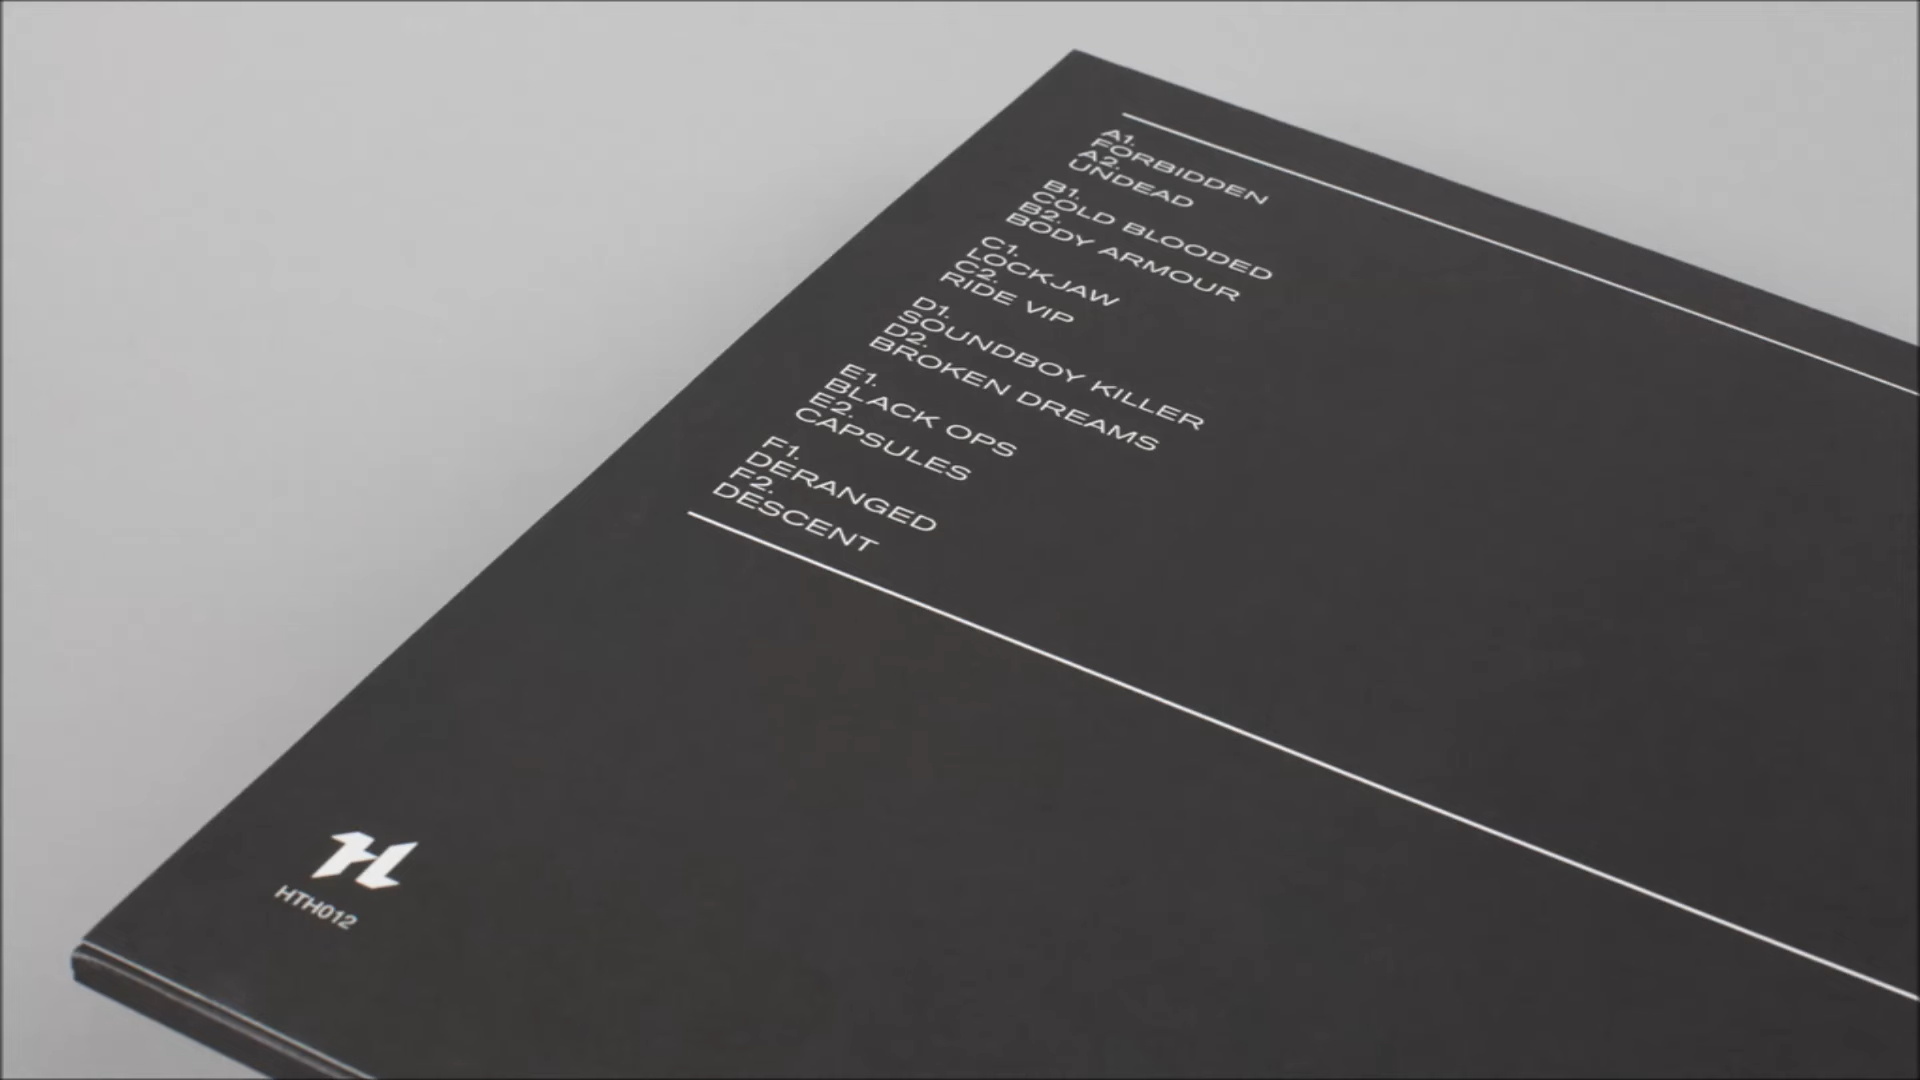 A1.
FORBIDDEN
A2.
UNDEAD
B1.
COLD BLOODED
B2.
BODY ARMOUR
C1.
LOCKJAW
C2.
RIDE VIP
D1.
SOUNDBOY KILLER
D2.
BROKEN DREAMS
E1.
BLACK OPS
E2.
CAPSULES
F1.
DERANGED
F2.
DESCENT
H
HTH012